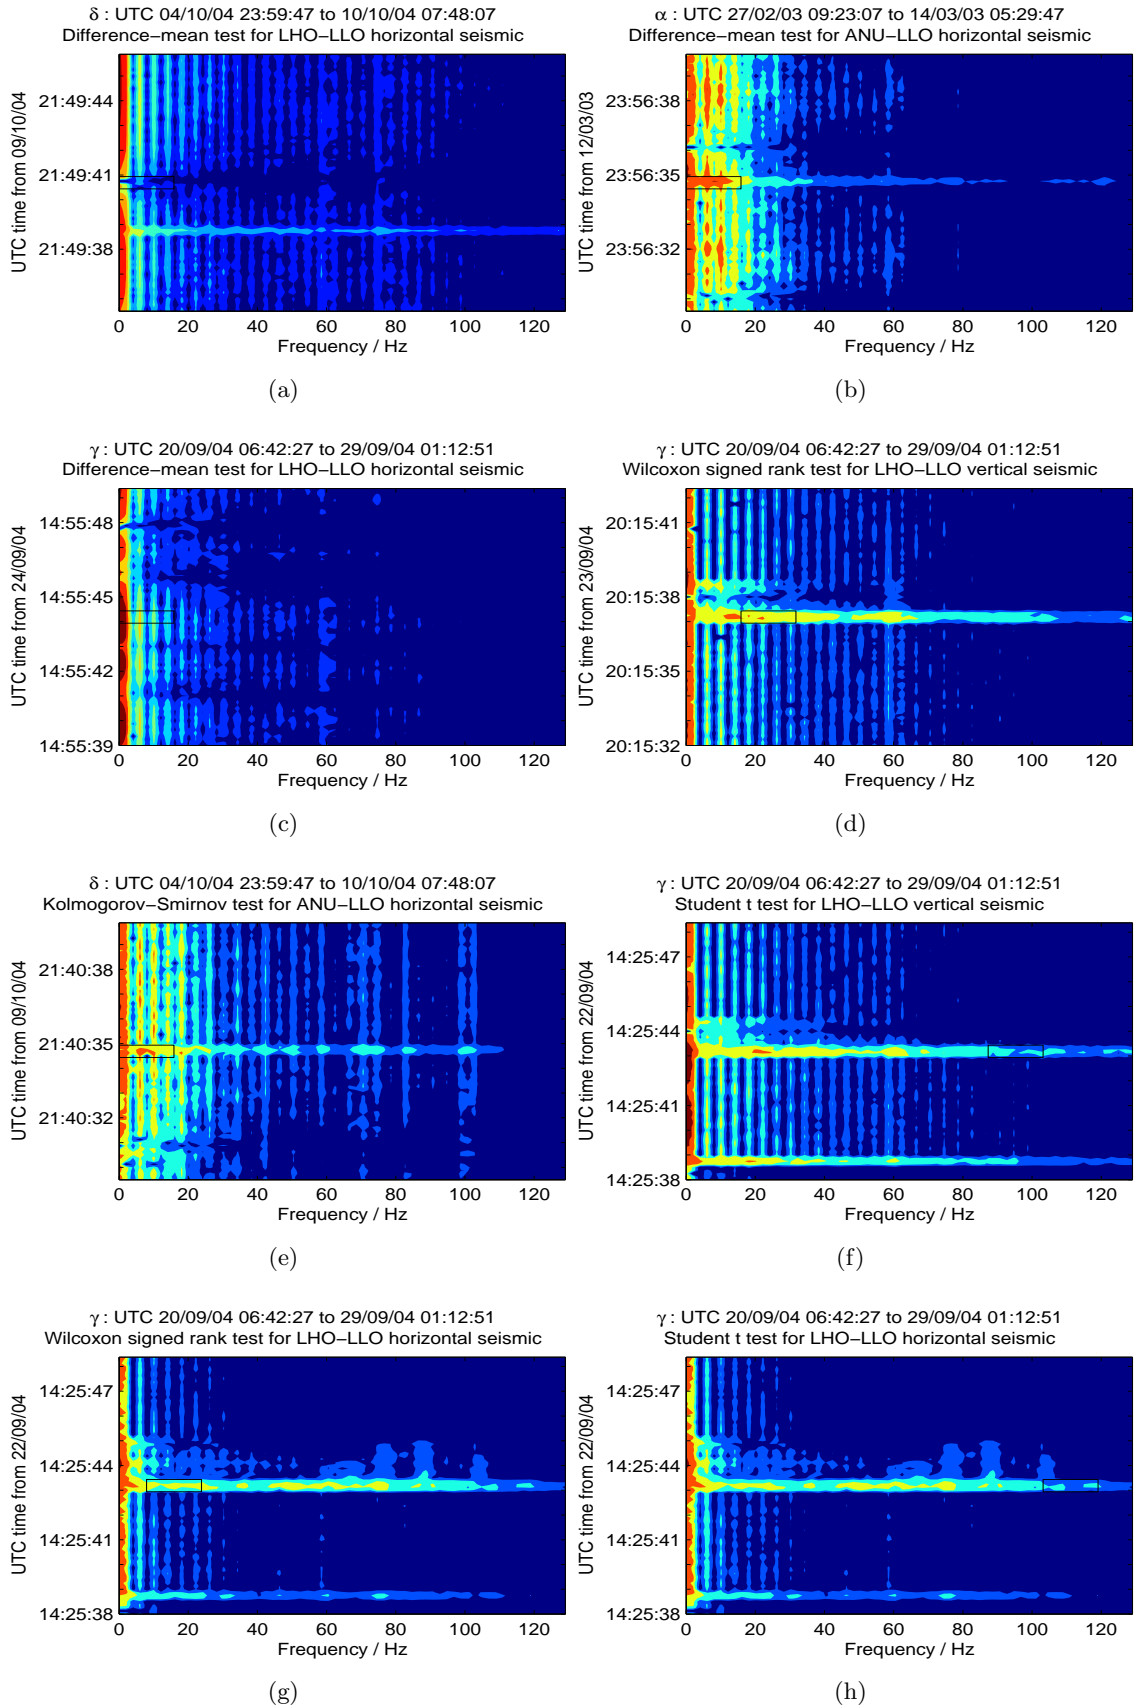 δ : UTC 04/10/04 23:59:47 to 10/10/04 07:48:07
Difference−mean test for LHO−LLO horizontal seismic
UTC time from 09/10/04
21:49:44
21:49:41
21:49:38
0 20 40 60 80 100 120
Frequency / Hz
(a)
α : UTC 27/02/03 09:23:07 to 14/03/03 05:29:47
Difference−mean test for ANU−LLO horizontal seismic
UTC time from 12/03/03
23:56:38
23:56:35
23:56:32
0 20 40 60 80 100 120
Frequency / Hz
(b)
γ : UTC 20/09/04 06:42:27 to 29/09/04 01:12:51
Difference−mean test for LHO−LLO horizontal seismic
UTC time from 24/09/04
14:55:48
14:55:45
14:55:42
14:55:39
0 20 40 60 80 100 120
Frequency / Hz
(c)
γ : UTC 20/09/04 06:42:27 to 29/09/04 01:12:51
Wilcoxon signed rank test for LHO−LLO vertical seismic
UTC time from 23/09/04
20:15:41
20:15:38
20:15:35
20:15:32
0 20 40 60 80 100 120
Frequency / Hz
(d)
δ : UTC 04/10/04 23:59:47 to 10/10/04 07:48:07
Kolmogorov−Smirnov test for ANU−LLO horizontal seismic
UTC time from 09/10/04
21:40:38
21:40:35
21:40:32
0 20 40 60 80 100 120
Frequency / Hz
(e)
γ : UTC 20/09/04 06:42:27 to 29/09/04 01:12:51
Student t test for LHO−LLO vertical seismic
UTC time from 22/09/04
14:25:47
14:25:44
14:25:41
14:25:38
0 20 40 60 80 100 120
Frequency / Hz
(f)
γ : UTC 20/09/04 06:42:27 to 29/09/04 01:12:51
Wilcoxon signed rank test for LHO−LLO horizontal seismic
UTC time from 22/09/04
14:25:47
14:25:44
14:25:41
14:25:38
0 20 40 60 80 100 120
Frequency / Hz
(g)
γ : UTC 20/09/04 06:42:27 to 29/09/04 01:12:51
Student t test for LHO−LLO horizontal seismic
UTC time from 22/09/04
14:25:47
14:25:44
14:25:41
14:25:38
0 20 40 60 80 100 120
Frequency / Hz
(h)